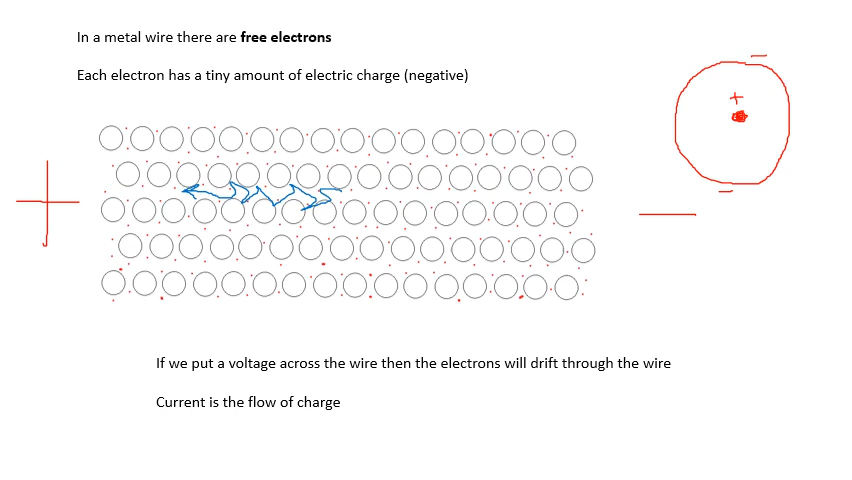 In a metal wire there are free electrons
Each electron has a tiny amount of electric charge (negative)
+
−
−
+
−
If we put a voltage across the wire then the electrons will drift through the wire
Current is the flow of charge